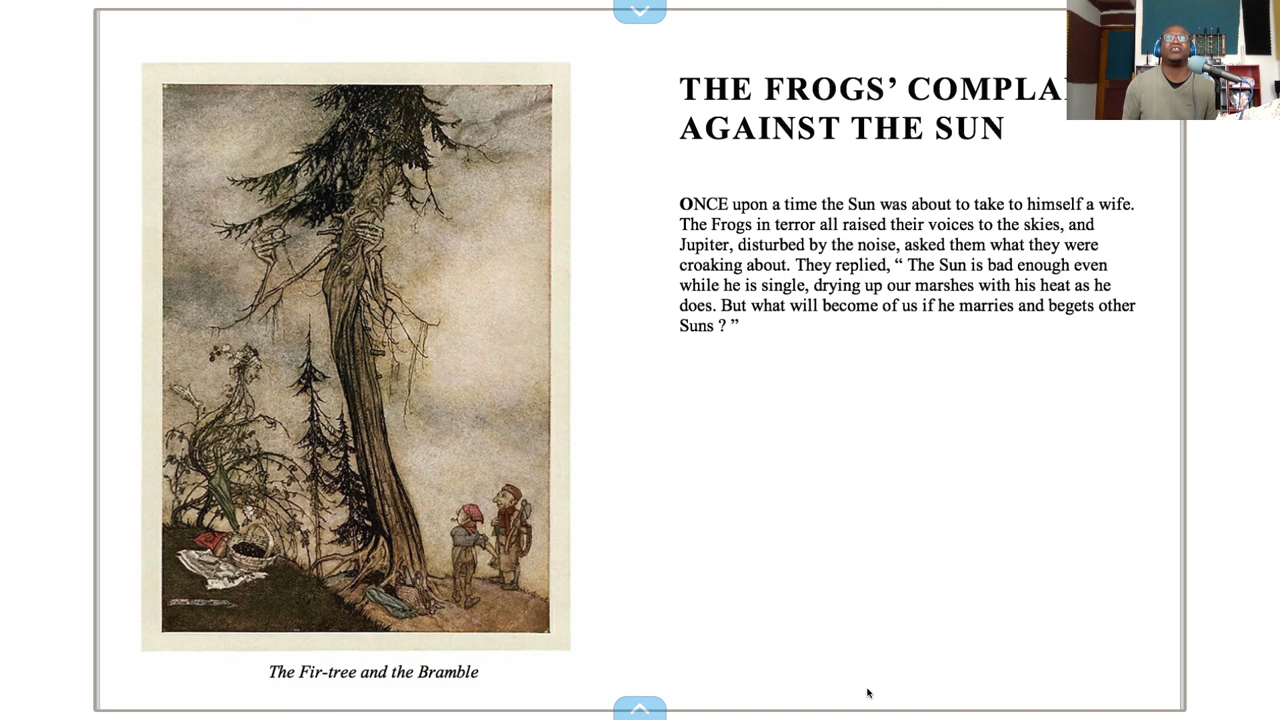 THE FROGS’ COMPLA
AGAINST THE SUN
ONCE upon a time the Sun was about to take to himself a wife.
The Frogs in terror all raised their voices to the skies, and
Jupiter, disturbed by the noise, asked them what they were
croaking about. They replied, “ The Sun is bad enough even
while he is single, drying up our marshes with his heat as he
does. But what will become of us if he marries and begets other
Suns ? ”
The Fir-tree and the Bramble